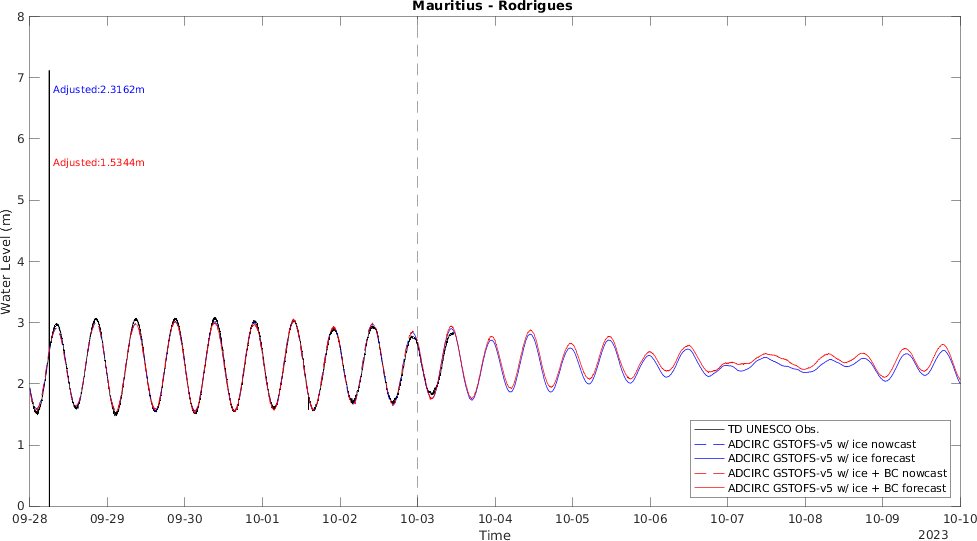 Mauritius - Rodrigues
8
7
6
5
4
3
2
1
0
Water Level (m)
Adjusted:2.3162m
Adjusted:1.5344m
TD UNESCO Obs.
ADCIRC GSTOFS-v5 w/ ice nowcast
ADCIRC GSTOFS-v5 w/ ice forecast
ADCIRC GSTOFS-v5 w/ ice + BC nowcast
ADCIRC GSTOFS-v5 w/ ice + BC forecast
09-28 09-29 09-30 10-01 10-02 10-03 10-04 10-05 10-06 10-07 10-08 10-09 10-10
Time
2023